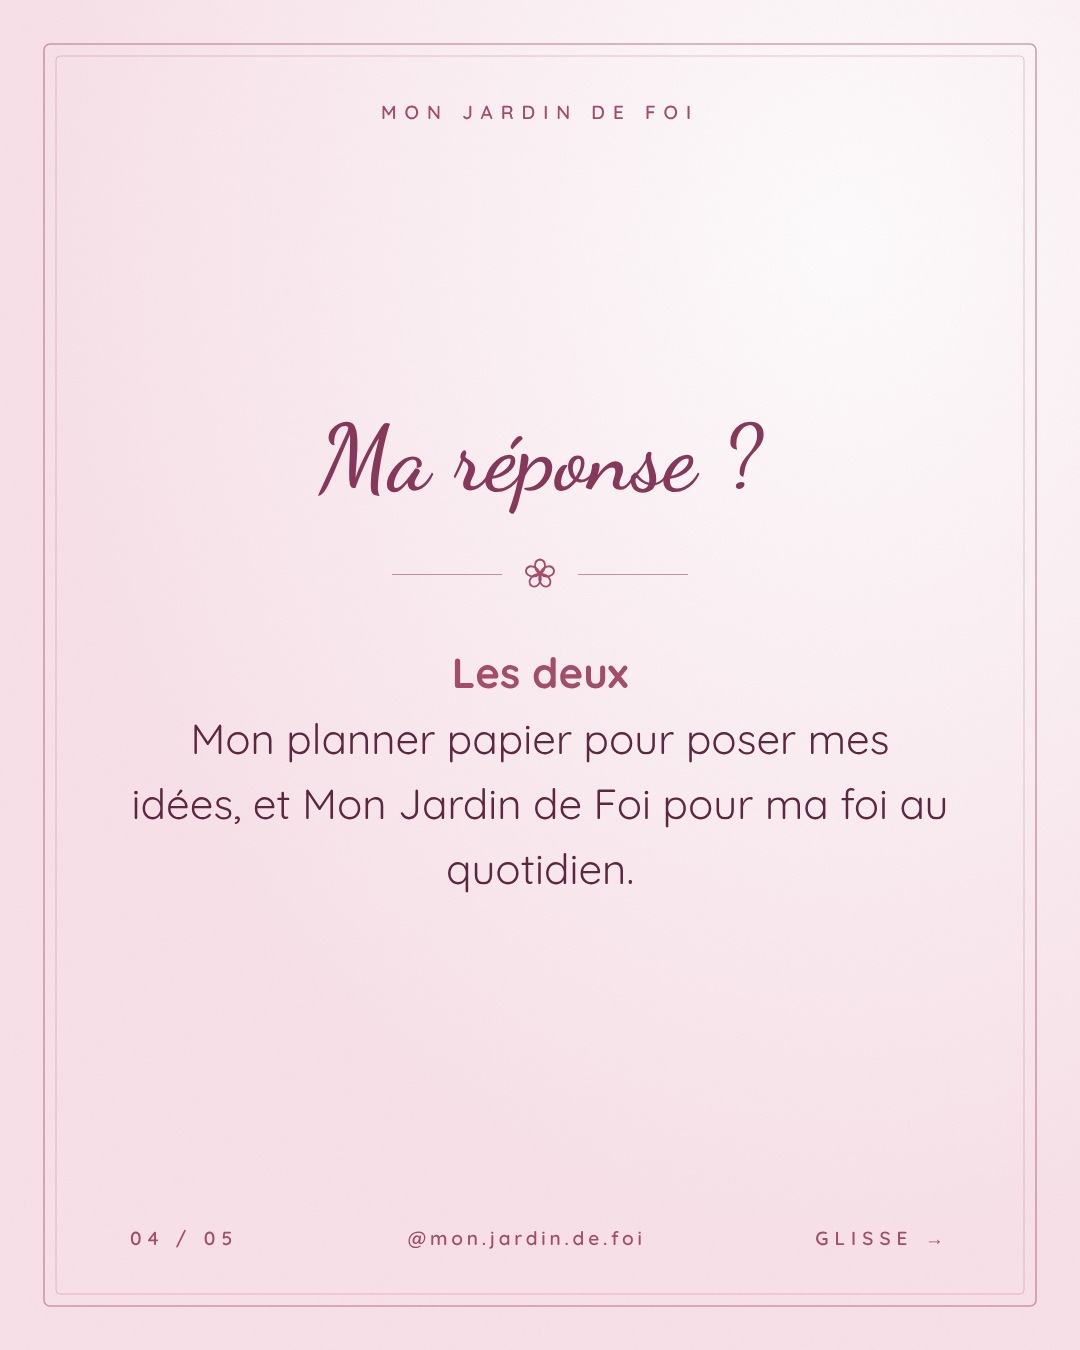 MON JARDIN DE FOI
Ma réponse ?
Les deux
Mon planner papier pour poser mes
idées, et Mon Jardin de Foi pour ma foi au
quotidien.
04 / 05
@mon.jardin.de.foi
GLISSE →